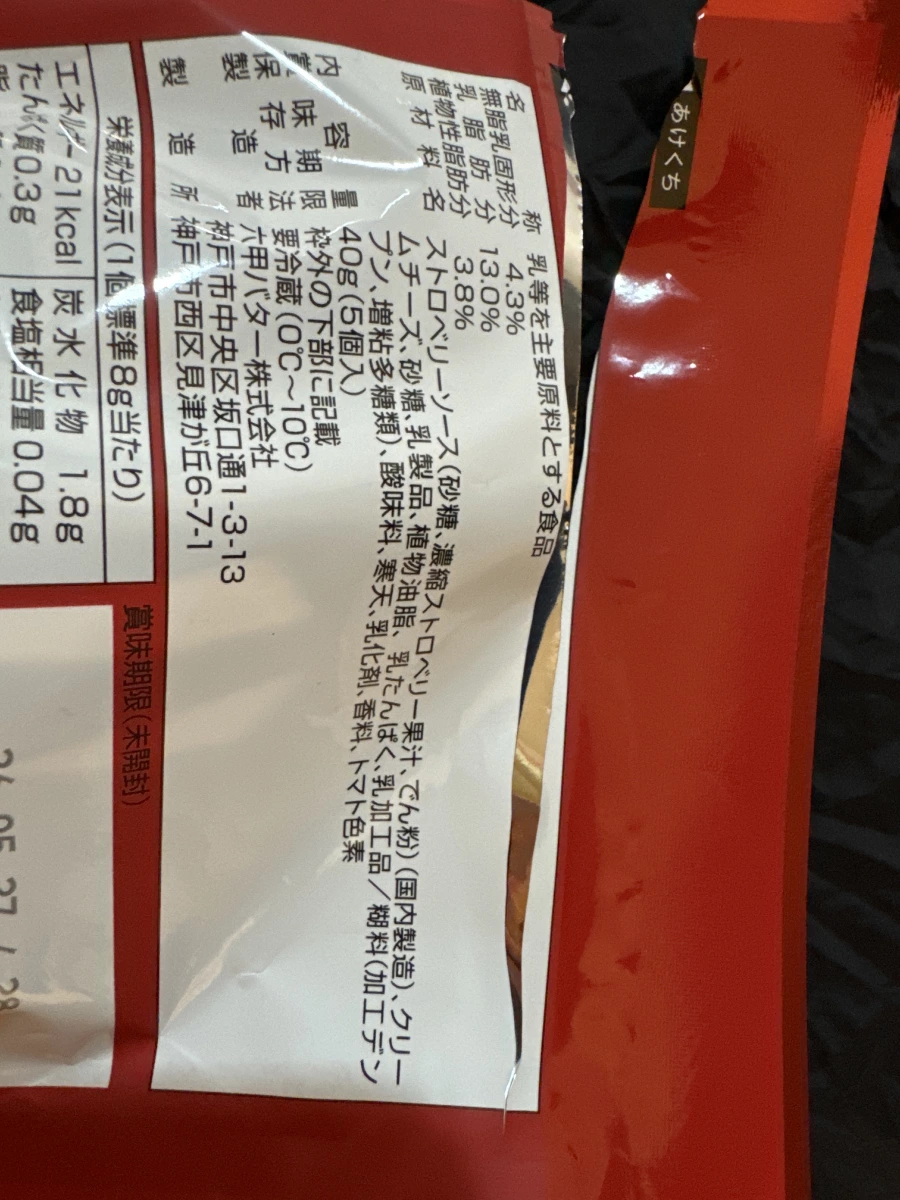 あけくち
名称 乳等を主要原料とする食品
無脂乳固形分 4.3%
乳脂肪分 13.0%
植物性脂肪分 3.8%
原材料名 ストロベリーソース(砂糖、濃縮ストロベリー果汁、でん粉)(国内製造)、クリー
ムチーズ、砂糖、乳製品、植物油脂、乳たんぱく、乳加工品/糊料(加工デン
プン、増粘多糖類)、酸味料、寒天、乳化剤、香料、トマト色素
内容量 40g(5個入)
賞味期限 枠外の下部に記載
保存方法 要冷蔵(0℃~10℃)
製造者 六甲バター株式会社
神戸市中央区坂口通1-3-13
製造所 神戸市西区見津が丘6-7-1
栄養成分表示(1個標準8g当たり)
エネルギー21kcal 炭水化物 1.8g
たんぱく質0.3g 食塩相当量0.04g
賞味期限(未開封)